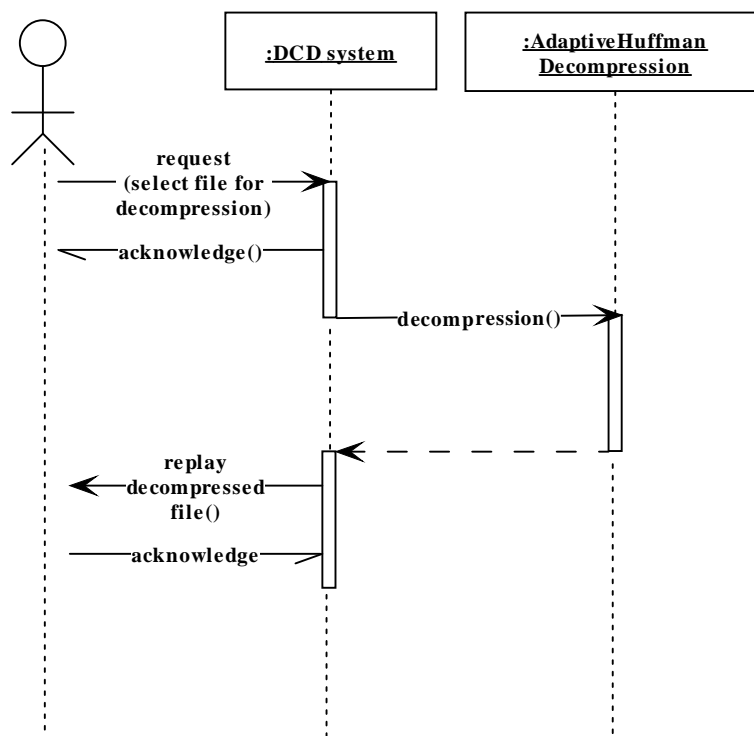 :DCD system
:AdaptiveHuffman
Decompression
request
(select file for
decompression)
acknowledge()
decompression()
replay
decompressed
file()
acknowledge